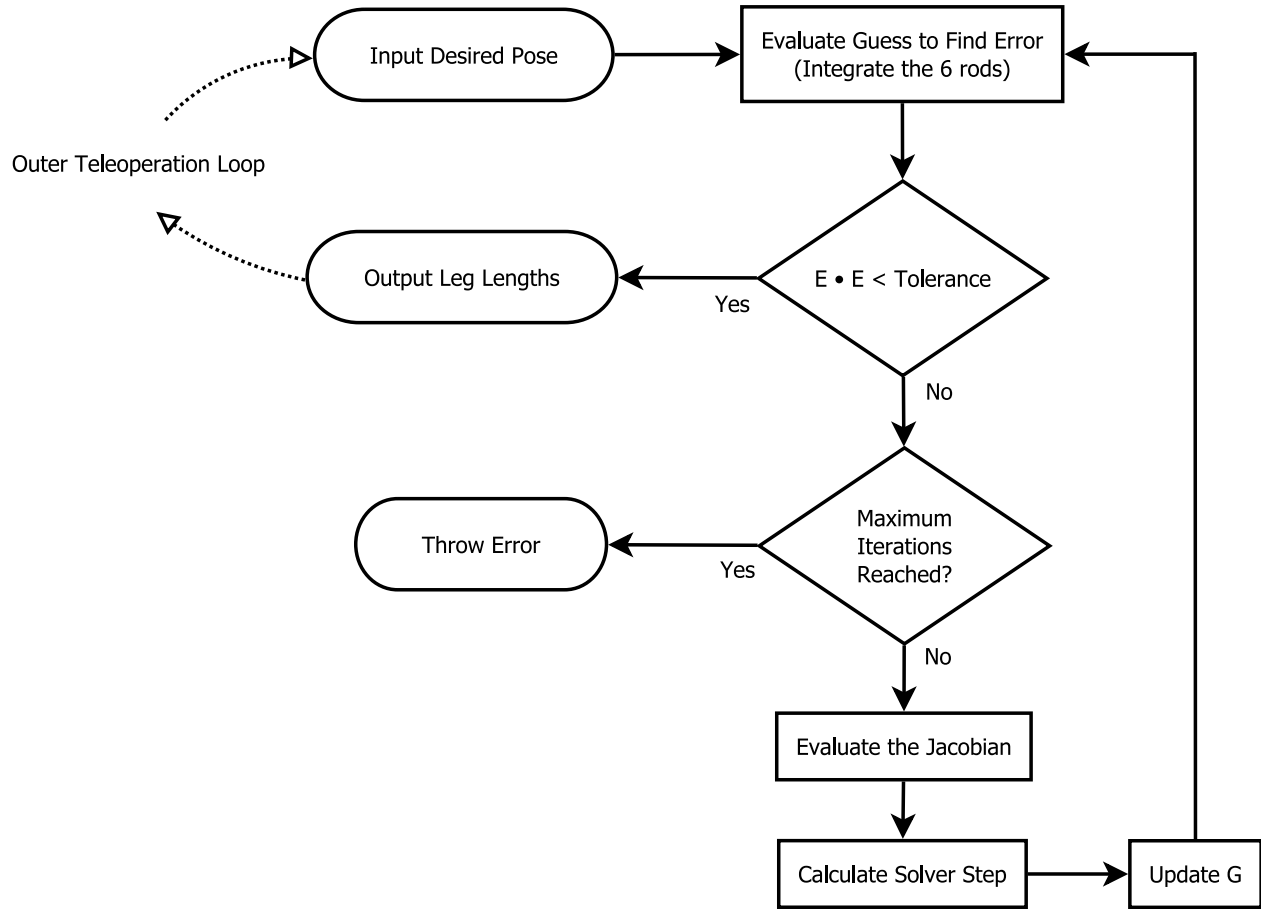 Input Desired Pose
Evaluate Guess to Find Error
(Integrate the 6 rods)
Outer Teleoperation Loop
Output Leg Lengths
Yes
E • E < Tolerance
No
Throw Error
Yes
Maximum
Iterations
Reached?
No
Evaluate the Jacobian
Calculate Solver Step
Update G